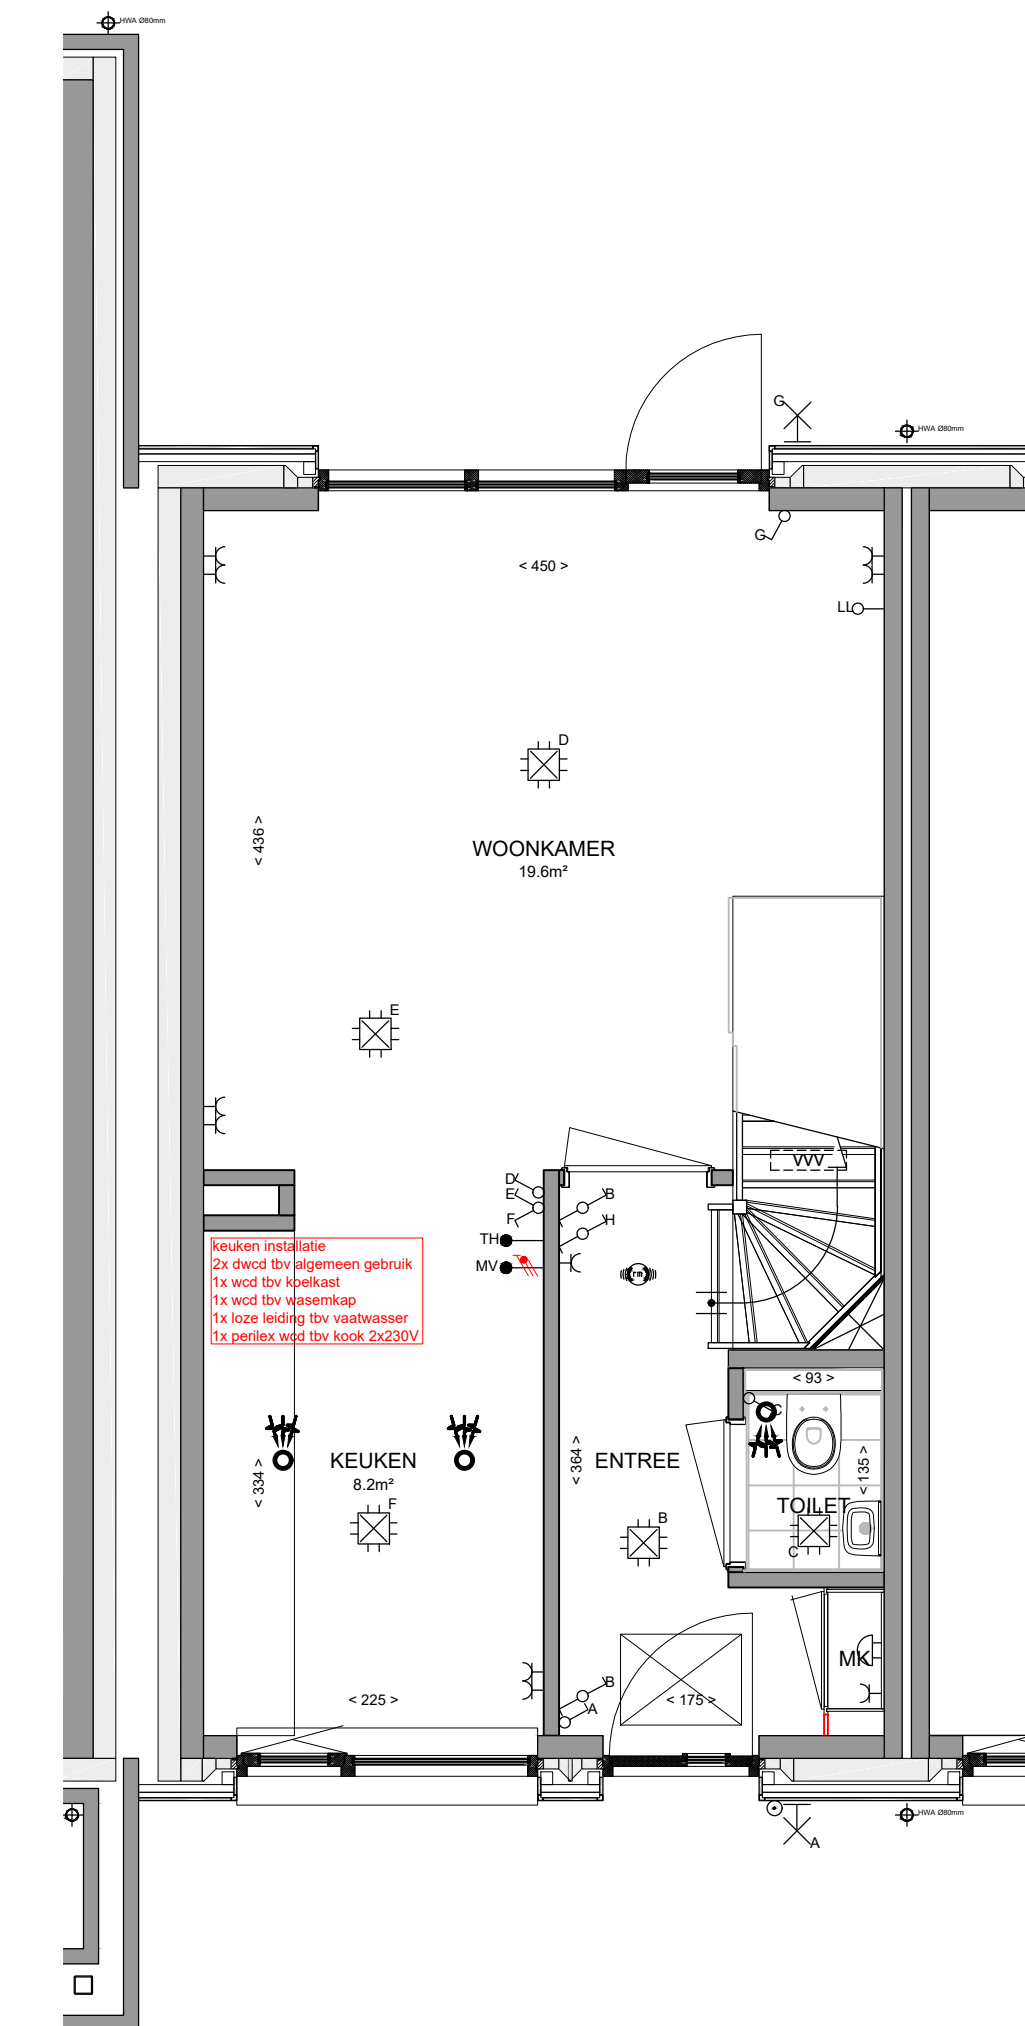 HWA Ø80mm
G
HWA Ø80mm
G
< 450 >
LL
D
< 436 >
WOONKAMER
19.6m²
E
VVV
D
E
F
B
H
TH
MV
rm
keuken installatie
2x dwcd tbv algemeen gebruik
1x wcd tbv koelkast
1x wcd tbv wasemkap
1x loze leiding tbv vaatwasser
1x perilex wcd tbv kook 2x230V
< 93 >
C
< 334 >
KEUKEN
8.2m²
F
< 364 >
ENTREE
B
< 135 >
TOILET
C
MK
B
A
< 225 >
< 175 >
HWA Ø80mm
A